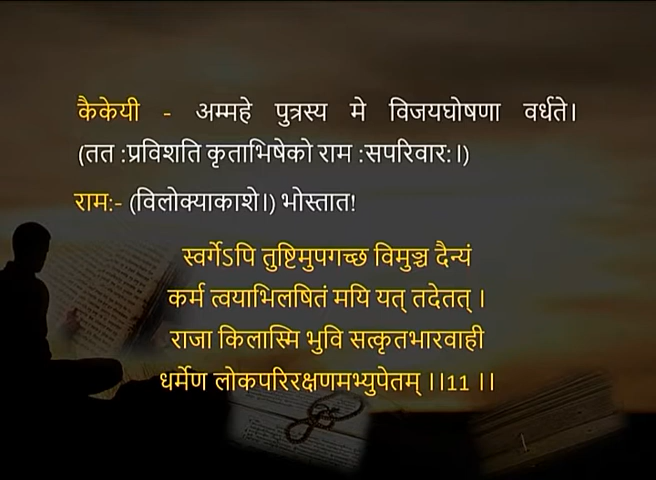 कैकेयी - अम्महे पुत्रस्य मे विजयघोषणा वर्धते।
(तत :प्रविशति कृताभिषेको राम :सपरिवार:।)
राम:- (विलोक्याकाशे।) भोस्तात!
स्वर्गेऽपि तुष्टिमुपगच्छ विमुञ्च दैन्यं
कर्म त्वयाभिलषितं मयि यत् तदेतत् ।
राजा किलास्मि भुवि सत्कृतभारवाही
धर्मेण लोकपरिरक्षणमभ्युपेतम् ।।11 ।।